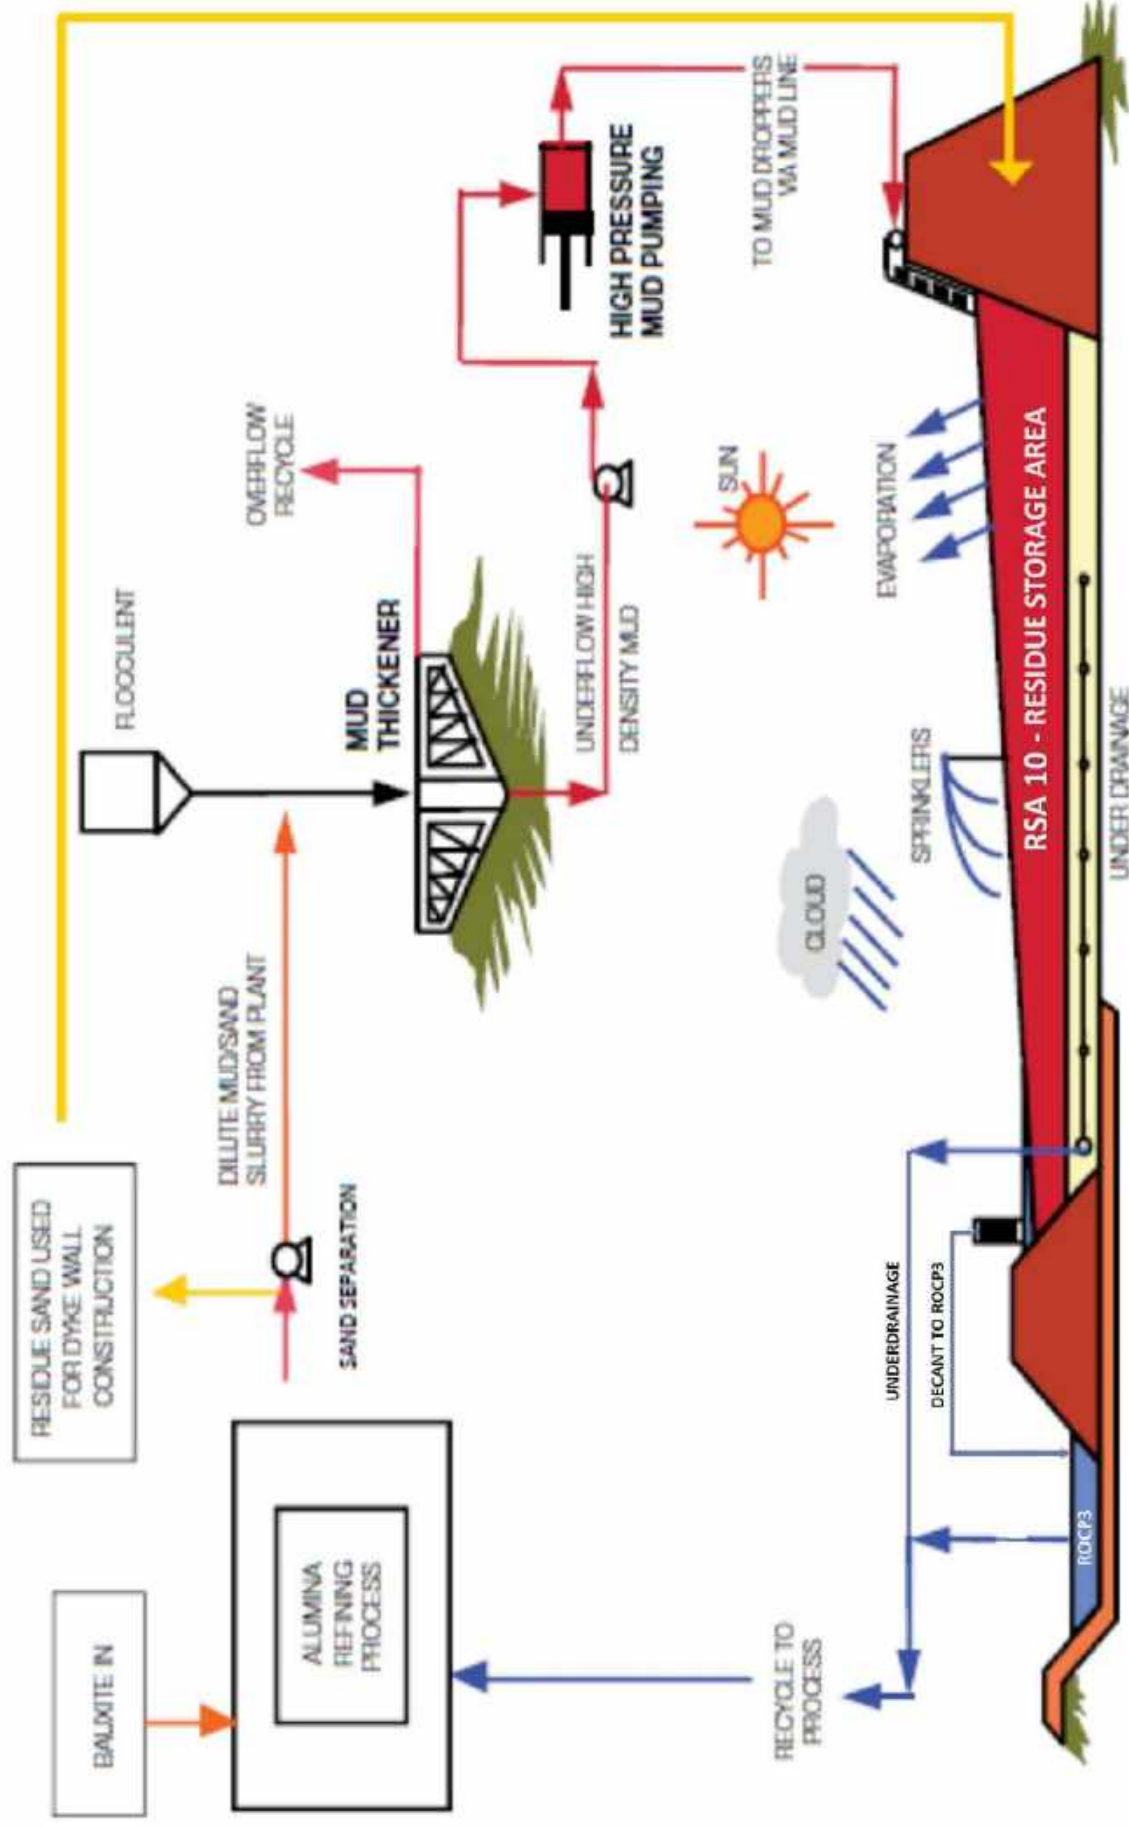 BAUXITE IN
ALUMINA
REFINING
PROCESS
RESIDUE SAND USED
FOR DYKE WALL
CONSTRUCTION
SAND SEPARATION
DILUTE MUD/SAND
SLURRY FROM PLANT
FLOCCULENT
MUD
THICKENER
OVERFLOW
RECYCLE
UNDERFLOW HIGH
DENSITY MUD
HIGH PRESSURE
MUD PUMPING
TO MUD DROPPERS
VIA MUD LINE
RECYCLE TO
PROCESS
UNDERDRAINAGE
DECANT TO ROCP3
ROCP3
CLOUD
SPRINKLERS
SUN
EVAPORATION
RSA 10 - RESIDUE STORAGE AREA
UNDER DRAINAGE